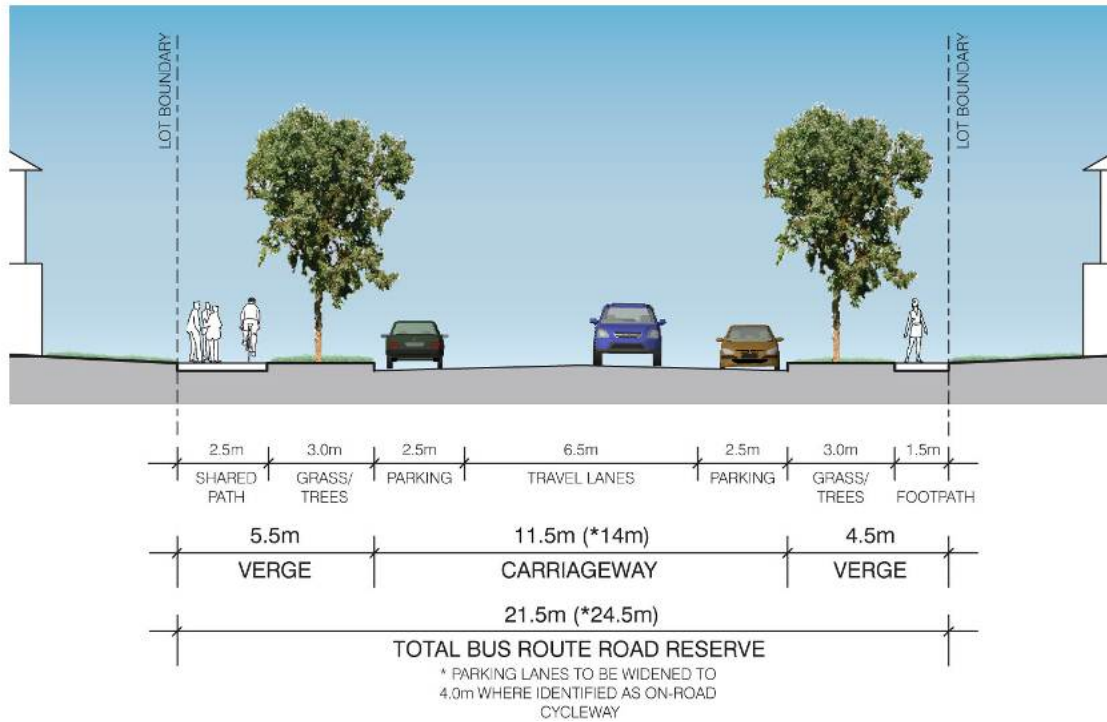 LOT BOUNDARY
LOT BOUNDARY
2.5m 3.0m 2.5m 6.5m 2.5m 3.0m 1.5m
SHARED PATH
GRASS/ TREES
PARKING
TRAVEL LANES
PARKING
GRASS/ TREES
FOOTPATH
5.5m 11.5m (*14m) 4.5m
VERGE CARRIAGEWAY VERGE
21.5m (*24.5m)
TOTAL BUS ROUTE ROAD RESERVE
* PARKING LANES TO BE WIDENED TO
4.0m WHERE IDENTIFIED AS ON-ROAD
CYCLEWAY